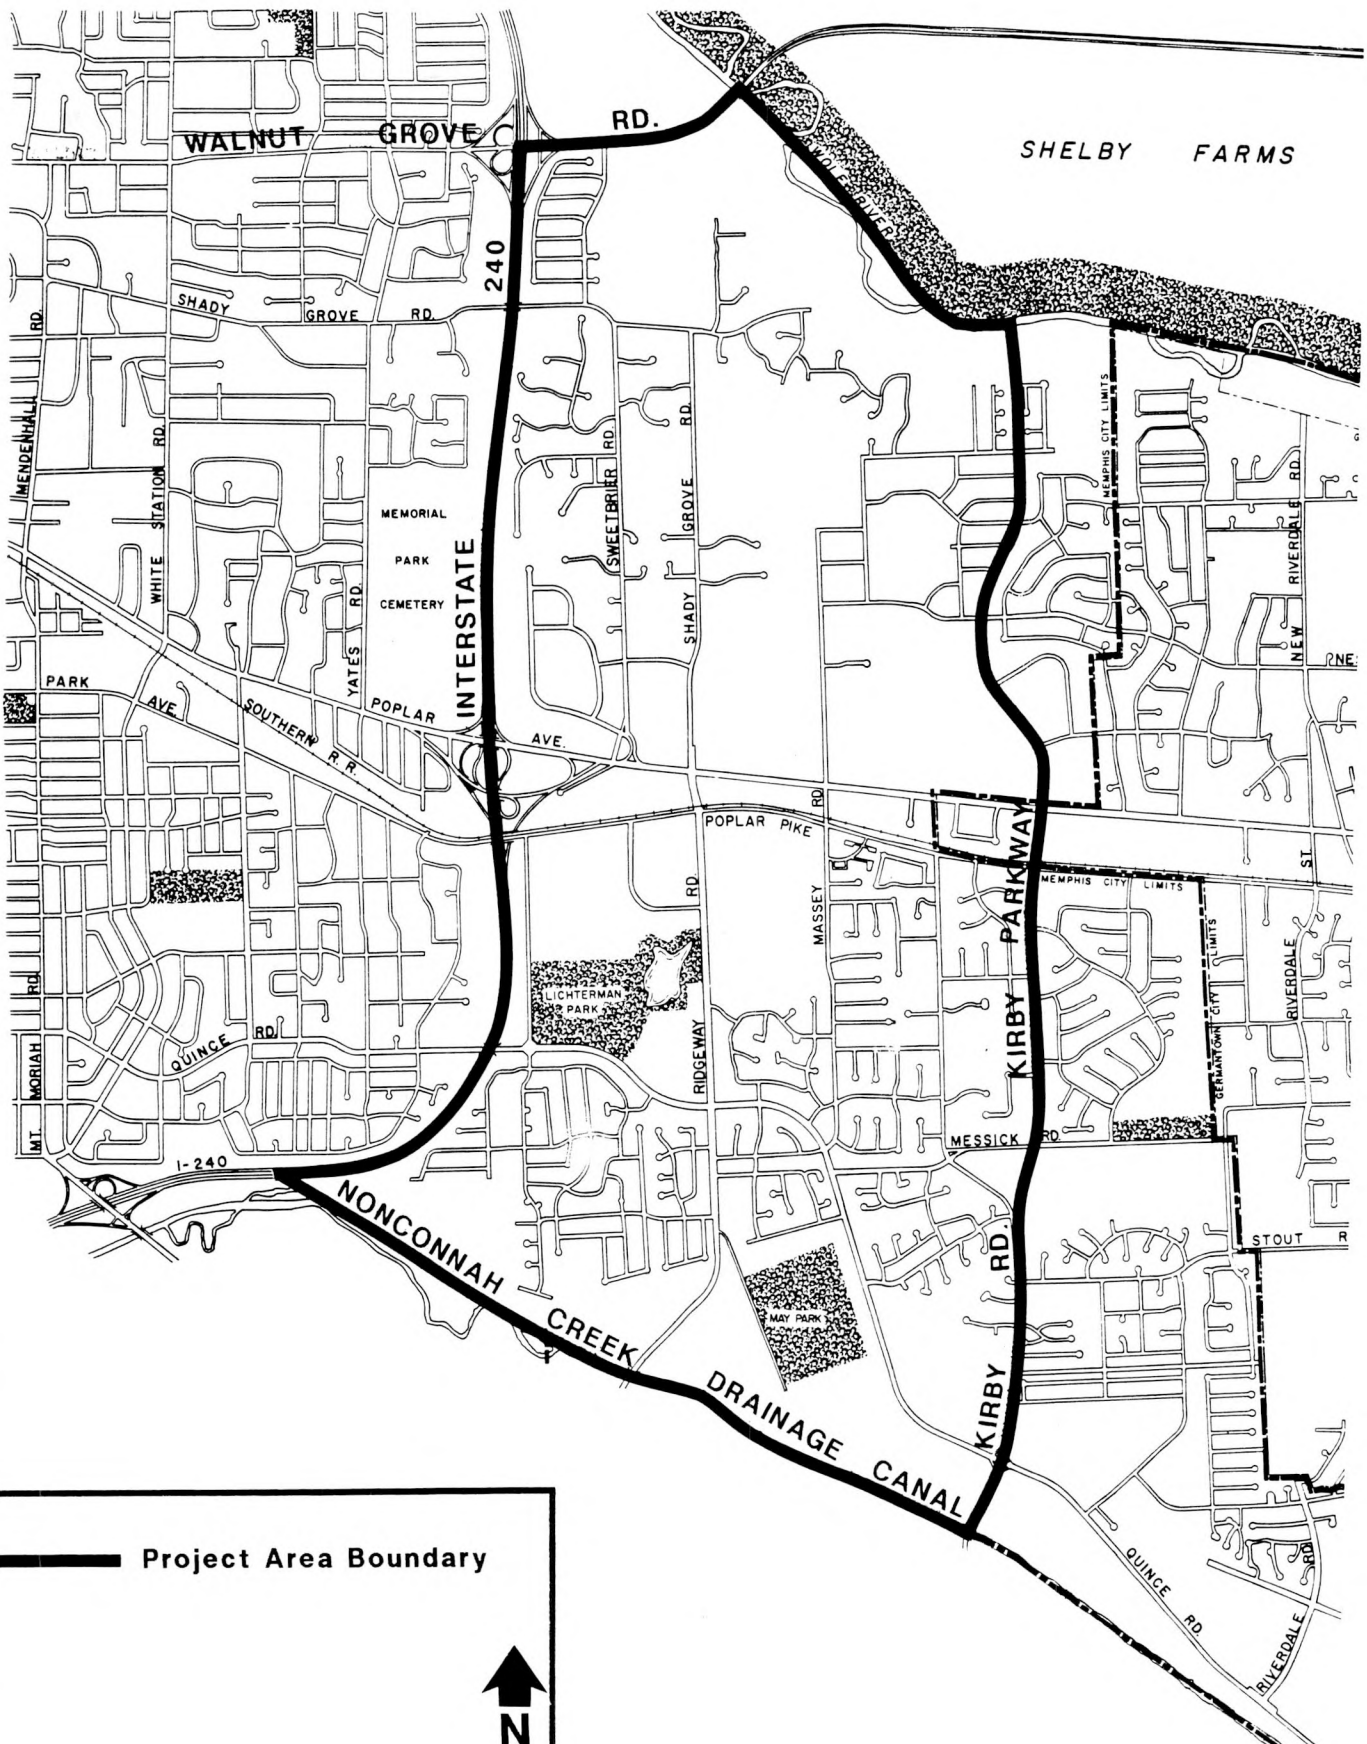 WALNUT GROVE RD.
SHELBY FARMS
WOLF RIVER
240
SHADY GROVE RD.
MENDENHALL RD.
WHITE STATION RD.
MEMORIAL
PARK
CEMETERY
INTERSTATE
SWEETBRIER RD.
SHADY GROVE RD.
MEMPHIS CITY LIMITS
NEW RIVERDALE RD.
NE
YATES RD.
PARK AVE.
SOUTHERN R.R.
POPLAR AVE.
POPLAR PIKE
MASSEY RD.
KIRBY PARKWAY
MEMPHIS CITY LIMITS
GERMANTOWN CITY LIMITS
RIVERDALE ST.
LICHTERMAN
PARK
RIDGEWAY RD.
QUINCE RD.
MT. MORIAH RD.
MESSICK RD.
I-240
NONCONNAH CREEK DRAINAGE CANAL
MAY PARK
KIRBY RD.
STOUT R
QUINCE RD.
RIVERDALE RD.
Project Area Boundary
N